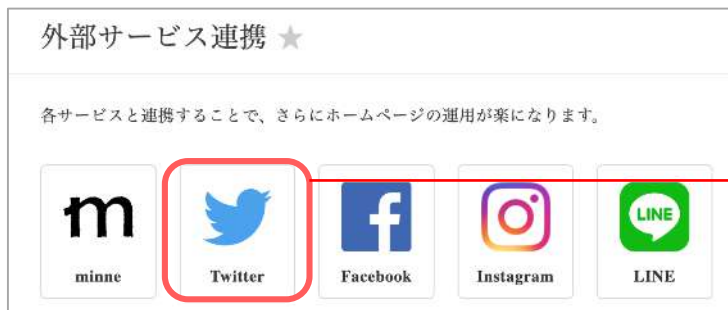 外部サービス連携 ★
各サービスと連携することで、さらにホームページの運用が楽になります。
m
f
LINE
minne
Twitter
Facebook
Instagram
LINE